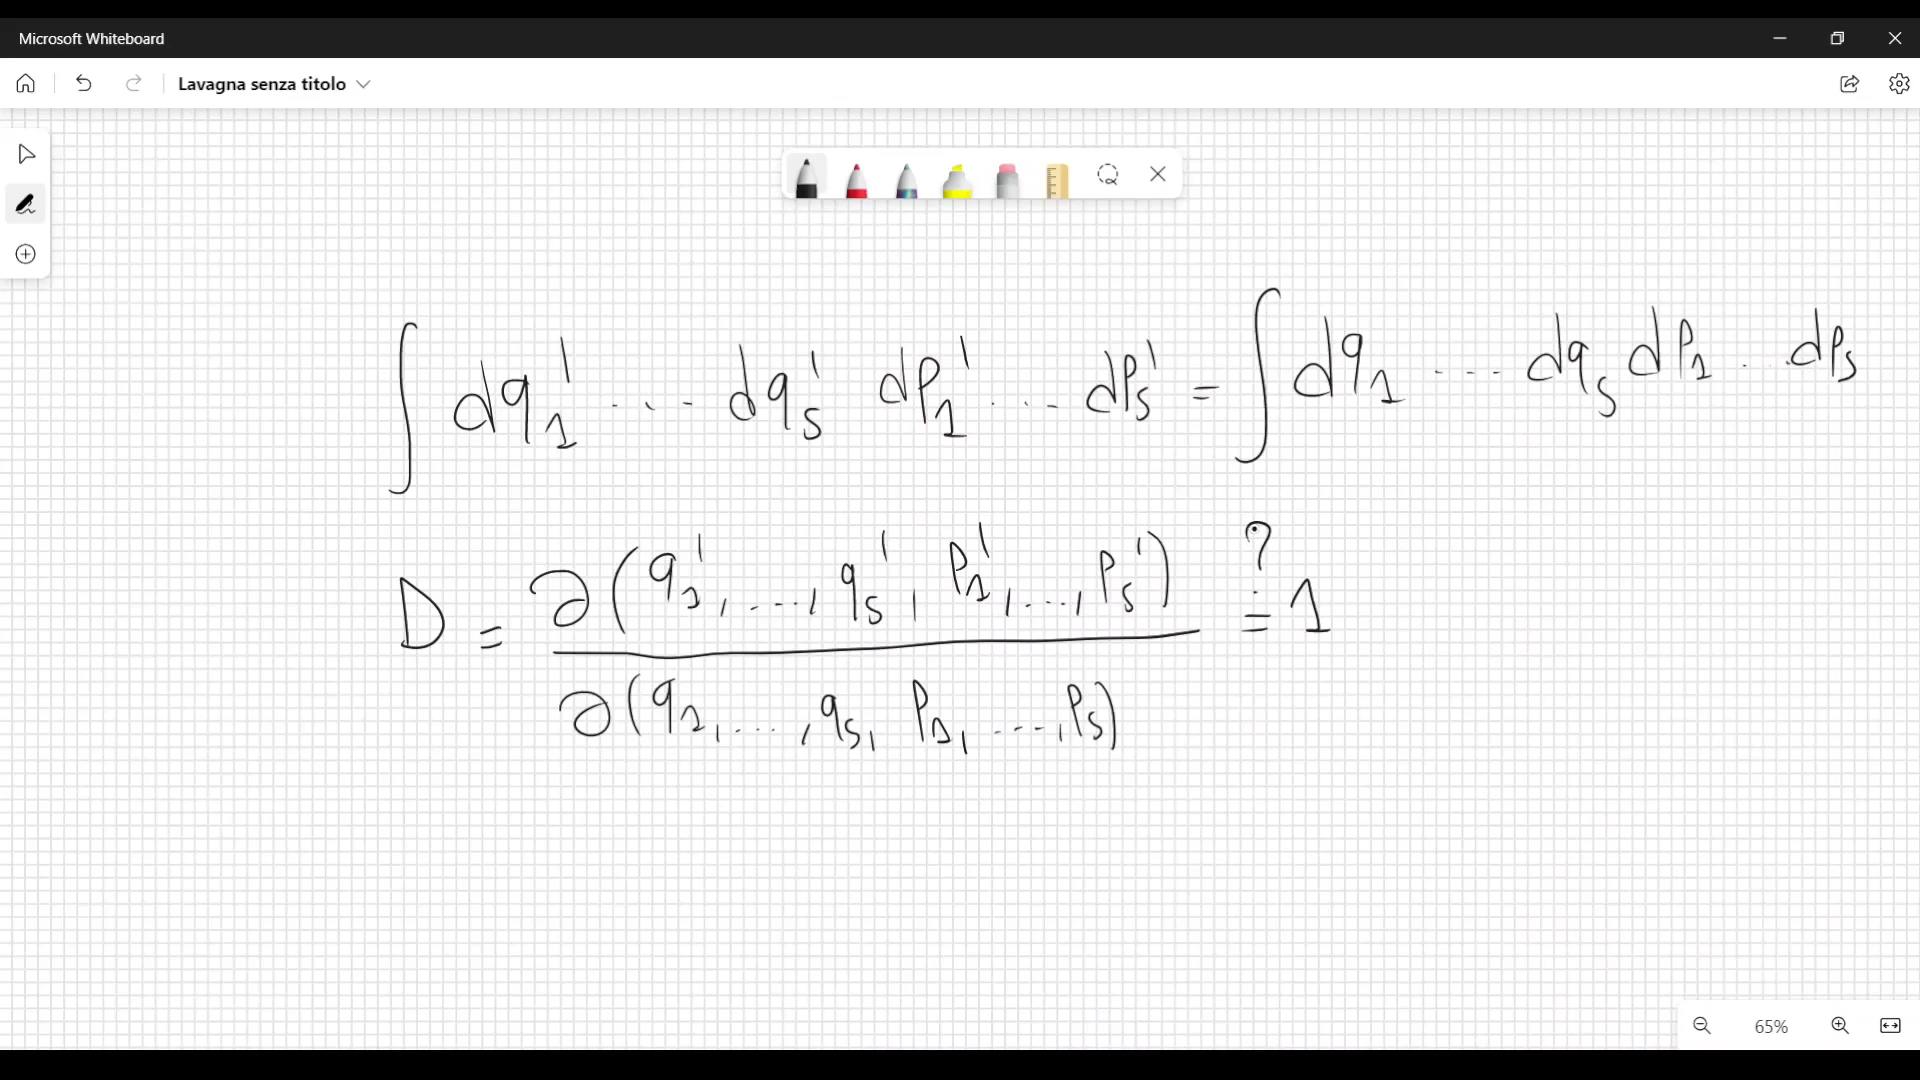 Microsoft Whiteboard
Lavagna senza titolo
∫ dq₁' ... dqₛ' dp₁' ... dpₛ' = ∫ dq₁ ... dqₛ dp₁ ... dpₛ
D = ∂(q₁', ..., qₛ', p₁', ..., pₛ') / ∂(q₁, ..., qₛ, p₁, ..., pₛ) ≟ 1
65%